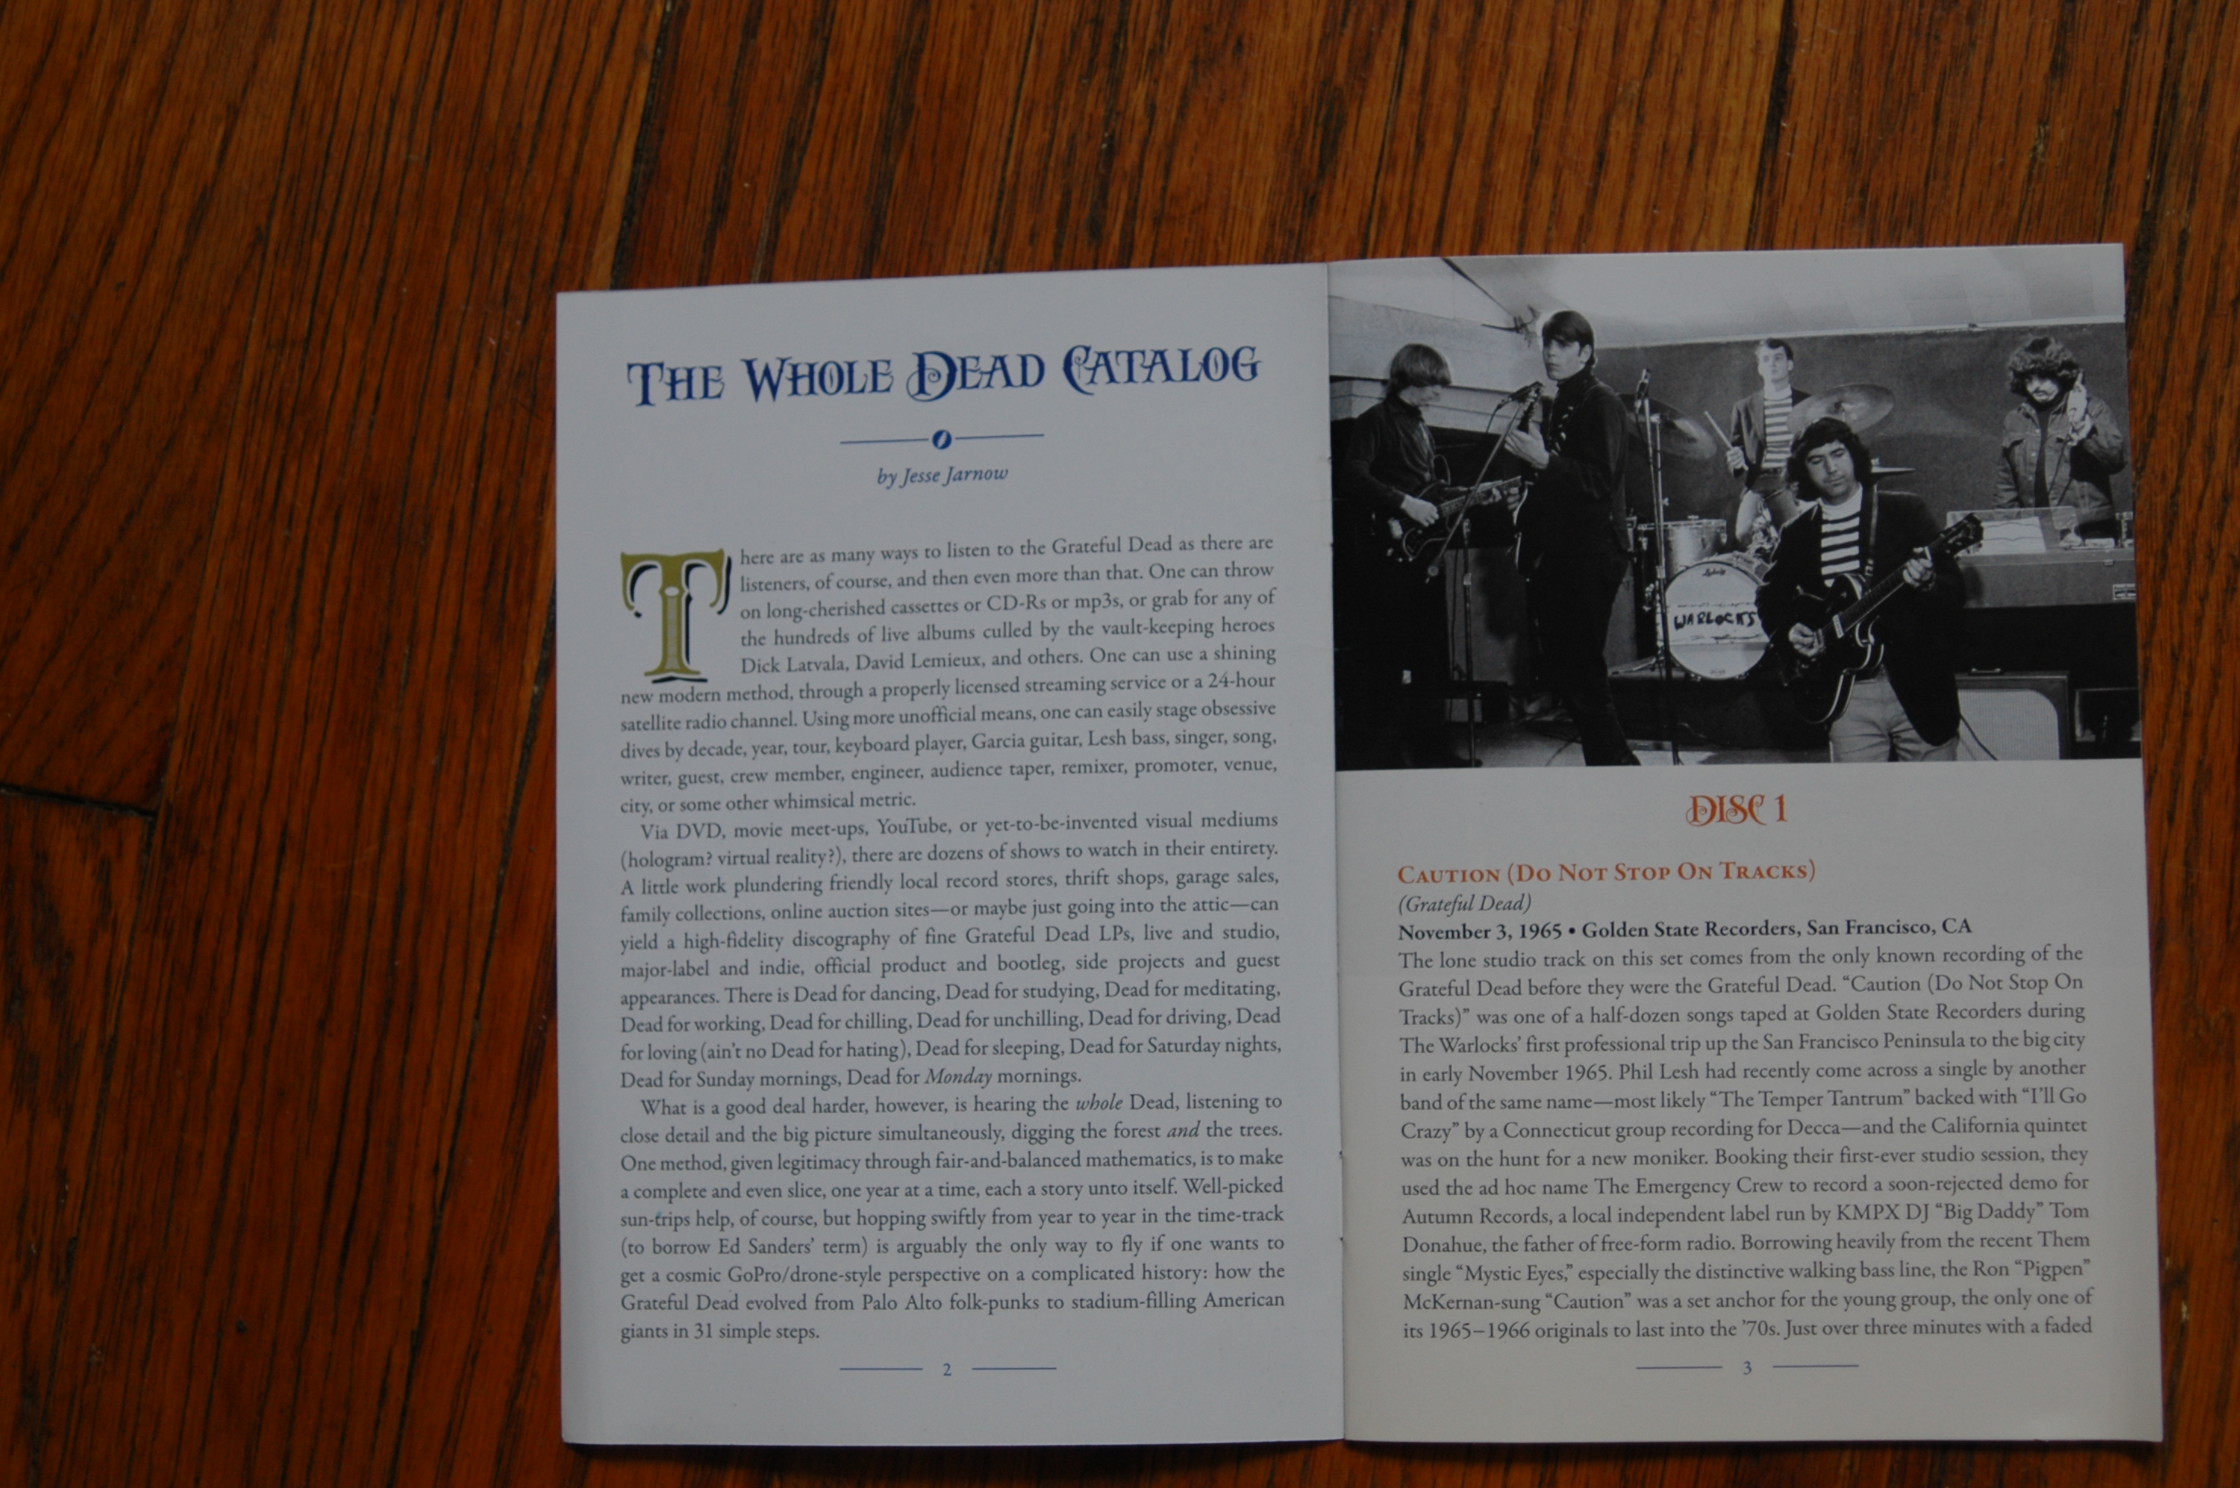 THE WHOLE DEAD CATALOG
by Jesse Jarnow
There are as many ways to listen to the Grateful Dead as there are
listeners, of course, and then even more than that. One can throw
on long-cherished cassettes or CD-Rs or mp3s, or grab for any of
the hundreds of live albums culled by the vault-keeping heroes
Dick Latvala, David Lemieux, and others. One can use a shining
new modern method, through a properly licensed streaming service or a 24-hour
satellite radio channel. Using more unofficial means, one can easily stage obsessive
dives by decade, year, tour, keyboard player, Garcia guitar, Lesh bass, singer, song,
writer, guest, crew member, engineer, audience taper, remixer, promoter, venue,
city, or some other whimsical metric.
Via DVD, movie meet-ups, YouTube, or yet-to-be-invented visual mediums
(hologram? virtual reality?), there are dozens of shows to watch in their entirety.
A little work plundering friendly local record stores, thrift shops, garage sales,
family collections, online auction sites—or maybe just going into the attic—can
yield a high-fidelity discography of fine Grateful Dead LPs, live and studio,
major-label and indie, official product and bootleg, side projects and guest
appearances. There is Dead for dancing, Dead for studying, Dead for meditating,
Dead for working, Dead for chilling, Dead for unchilling, Dead for driving, Dead
for loving (ain't no Dead for hating), Dead for sleeping, Dead for Saturday nights,
Dead for Sunday mornings, Dead for Monday mornings.
What is a good deal harder, however, is hearing the whole Dead, listening to
close detail and the big picture simultaneously, digging the forest and the trees.
One method, given legitimacy through fair-and-balanced mathematics, is to make
a complete and even slice, one year at a time, each a story unto itself. Well-picked
sun-trips help, of course, but hopping swiftly from year to year in the time-track
(to borrow Ed Sanders' term) is arguably the only way to fly if one wants to
get a cosmic GoPro/drone-style perspective on a complicated history: how the
Grateful Dead evolved from Palo Alto folk-punks to stadium-filling American
giants in 31 simple steps.
2
WARLOCKS
Ludwig
DISC 1
CAUTION (DO NOT STOP ON TRACKS)
(Grateful Dead)
November 3, 1965 • Golden State Recorders, San Francisco, CA
The lone studio track on this set comes from the only known recording of the
Grateful Dead before they were the Grateful Dead. "Caution (Do Not Stop On
Tracks)" was one of a half-dozen songs taped at Golden State Recorders during
The Warlocks' first professional trip up the San Francisco Peninsula to the big city
in early November 1965. Phil Lesh had recently come across a single by another
band of the same name—most likely "The Temper Tantrum" backed with "I'll Go
Crazy" by a Connecticut group recording for Decca—and the California quintet
was on the hunt for a new moniker. Booking their first-ever studio session, they
used the ad hoc name The Emergency Crew to record a soon-rejected demo for
Autumn Records, a local independent label run by KMPX DJ "Big Daddy" Tom
Donahue, the father of free-form radio. Borrowing heavily from the recent Them
single "Mystic Eyes," especially the distinctive walking bass line, the Ron "Pigpen"
McKernan-sung "Caution" was a set anchor for the young group, the only one of
its 1965–1966 originals to last into the '70s. Just over three minutes with a faded
3